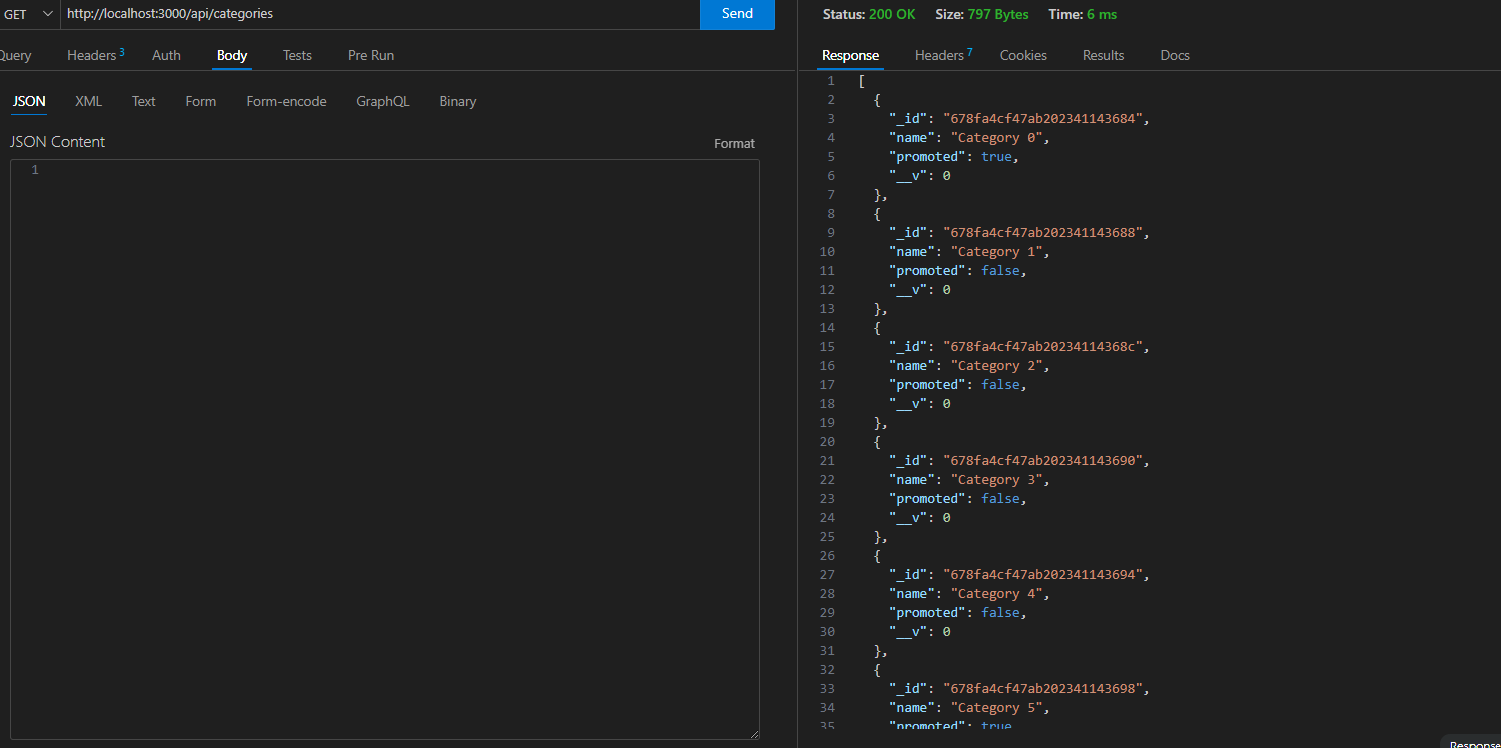 GET http://localhost:3000/api/categories Send
Query Headers 3 Auth Body Tests Pre Run
JSON XML Text Form Form-encode GraphQL Binary
JSON Content Format
1
Status: 200 OK Size: 797 Bytes Time: 6 ms
Response Headers 7 Cookies Results Docs
1 [
2 {
3 "_id": "678fa4cf47ab202341143684",
4 "name": "Category 0",
5 "promoted": true,
6 "__v": 0
7 },
8 {
9 "_id": "678fa4cf47ab202341143688",
10 "name": "Category 1",
11 "promoted": false,
12 "__v": 0
13 },
14 {
15 "_id": "678fa4cf47ab20234114368c",
16 "name": "Category 2",
17 "promoted": false,
18 "__v": 0
19 },
20 {
21 "_id": "678fa4cf47ab202341143690",
22 "name": "Category 3",
23 "promoted": false,
24 "__v": 0
25 },
26 {
27 "_id": "678fa4cf47ab202341143694",
28 "name": "Category 4",
29 "promoted": false,
30 "__v": 0
31 },
32 {
33 "_id": "678fa4cf47ab202341143698",
34 "name": "Category 5",
35 "promoted": true
Response